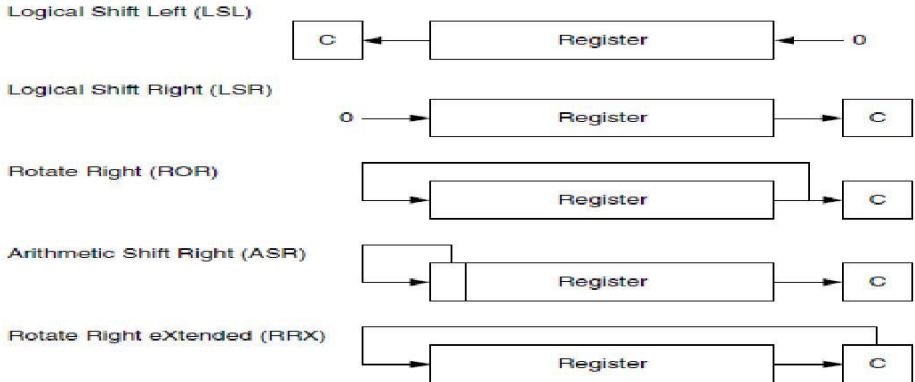 Logical Shift Left (LSL)
C Register 0
Logical Shift Right (LSR)
0 Register C
Rotate Right (ROR)
Register C
Arithmetic Shift Right (ASR)
Register C
Rotate Right eXtended (RRX)
Register C